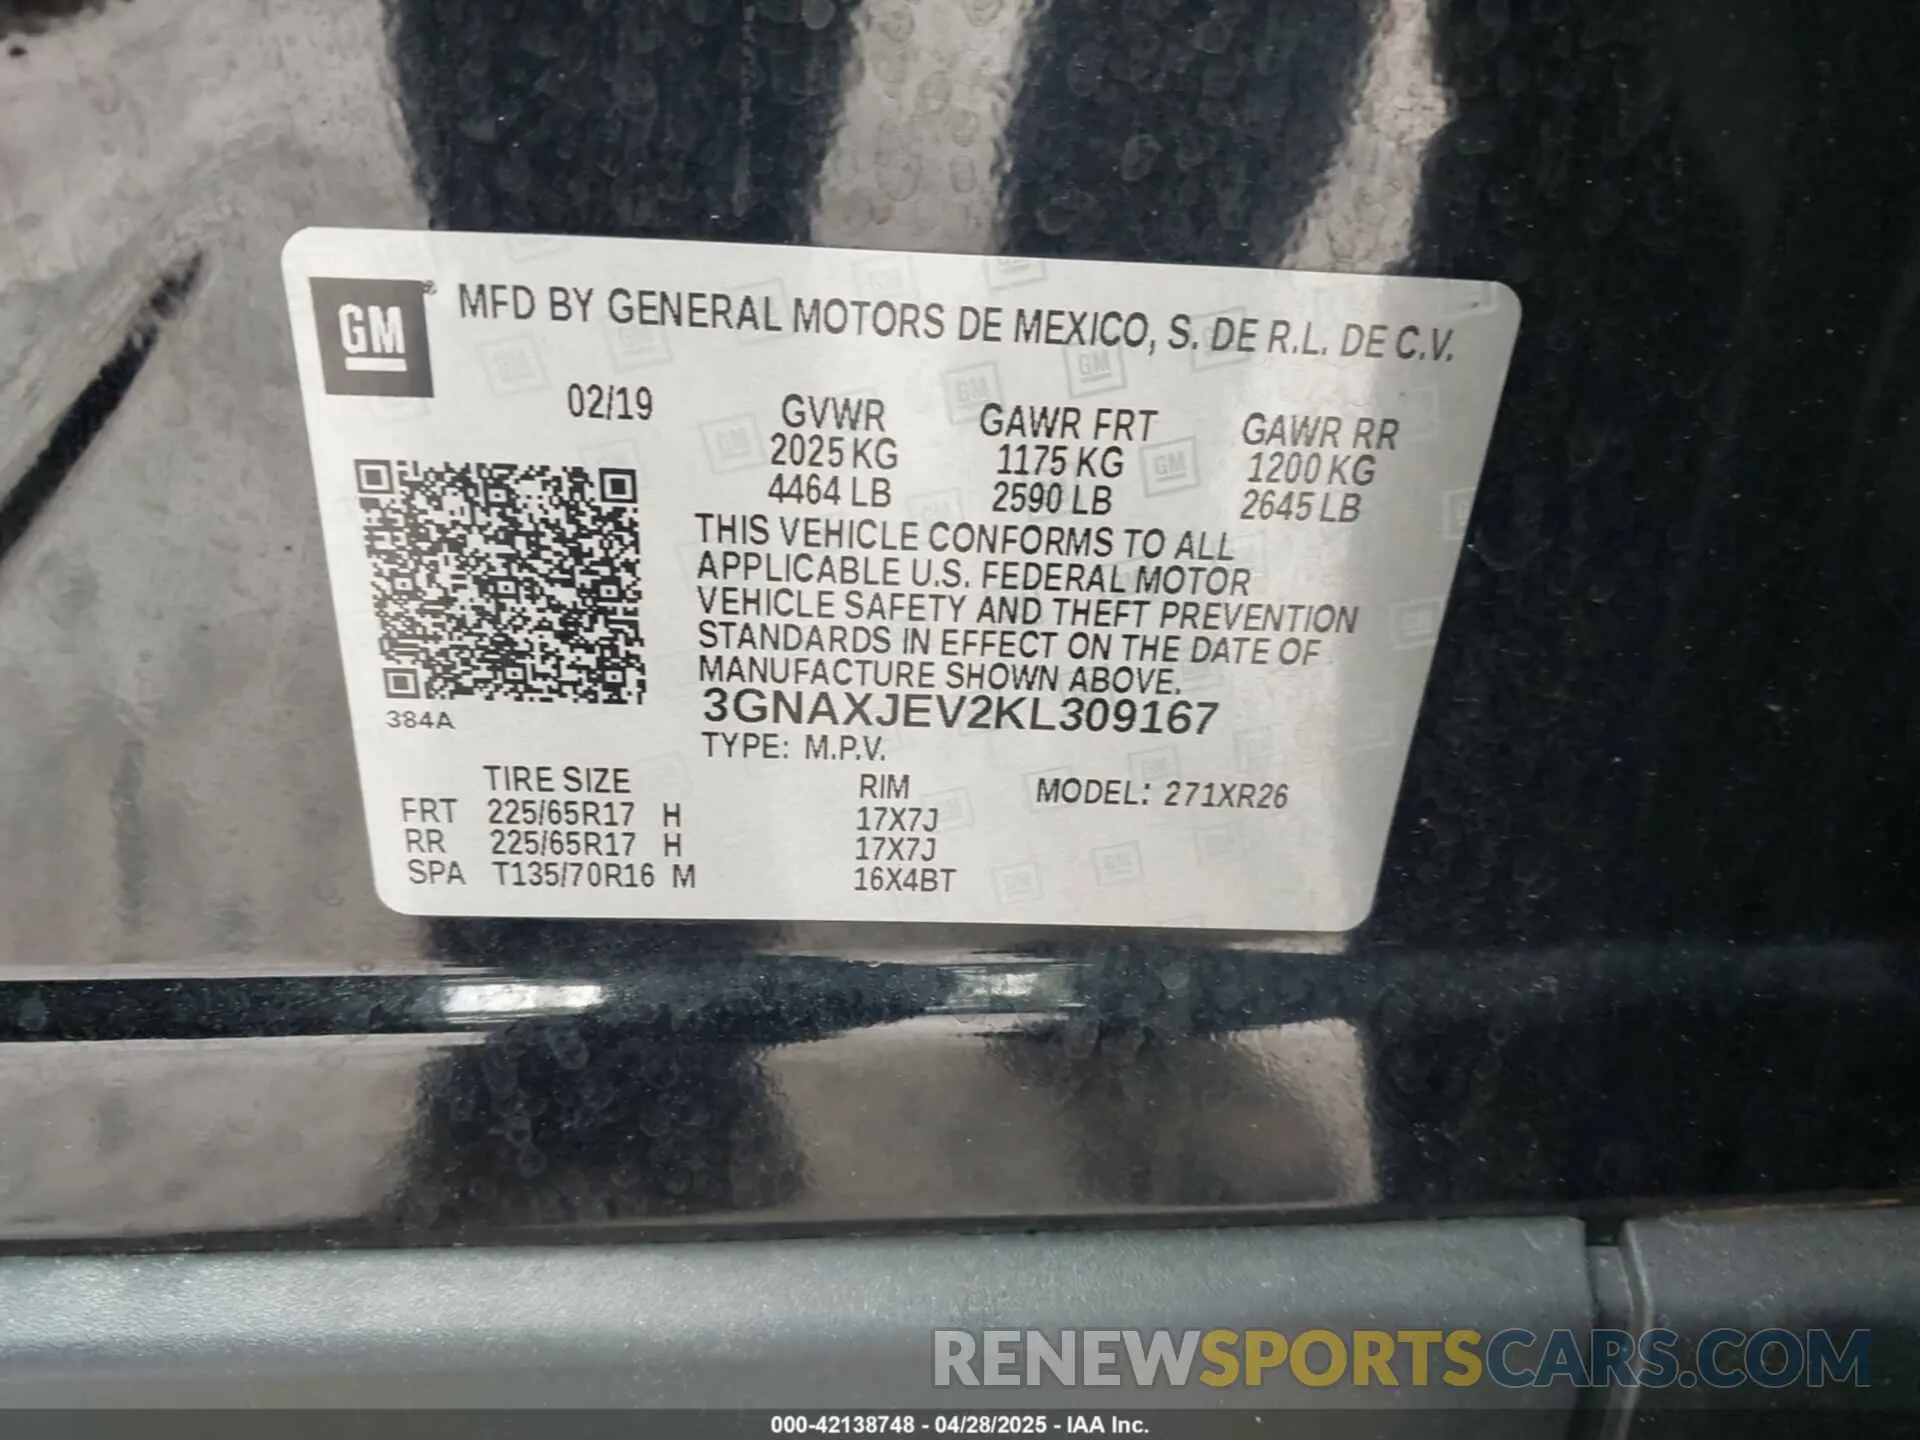 GM® MFD BY GENERAL MOTORS DE MEXICO, S. DE R.L. DE C.V.
02/19 GVWR GAWR FRT GAWR RR
2025 KG 1175 KG 1200 KG
4464 LB 2590 LB 2645 LB
THIS VEHICLE CONFORMS TO ALL
APPLICABLE U.S. FEDERAL MOTOR
VEHICLE SAFETY AND THEFT PREVENTION
STANDARDS IN EFFECT ON THE DATE OF
MANUFACTURE SHOWN ABOVE.
3GNAXJEV2KL309167
384A
TYPE: M.P.V.
TIRE SIZE RIM MODEL: 271XR26
FRT 225/65R17 H 17X7J
RR 225/65R17 H 17X7J
SPA T135/70R16 M 16X4BT
RENEWSPORTSCARS.COM
000-42138748 - 04/28/2025 - IAA Inc.